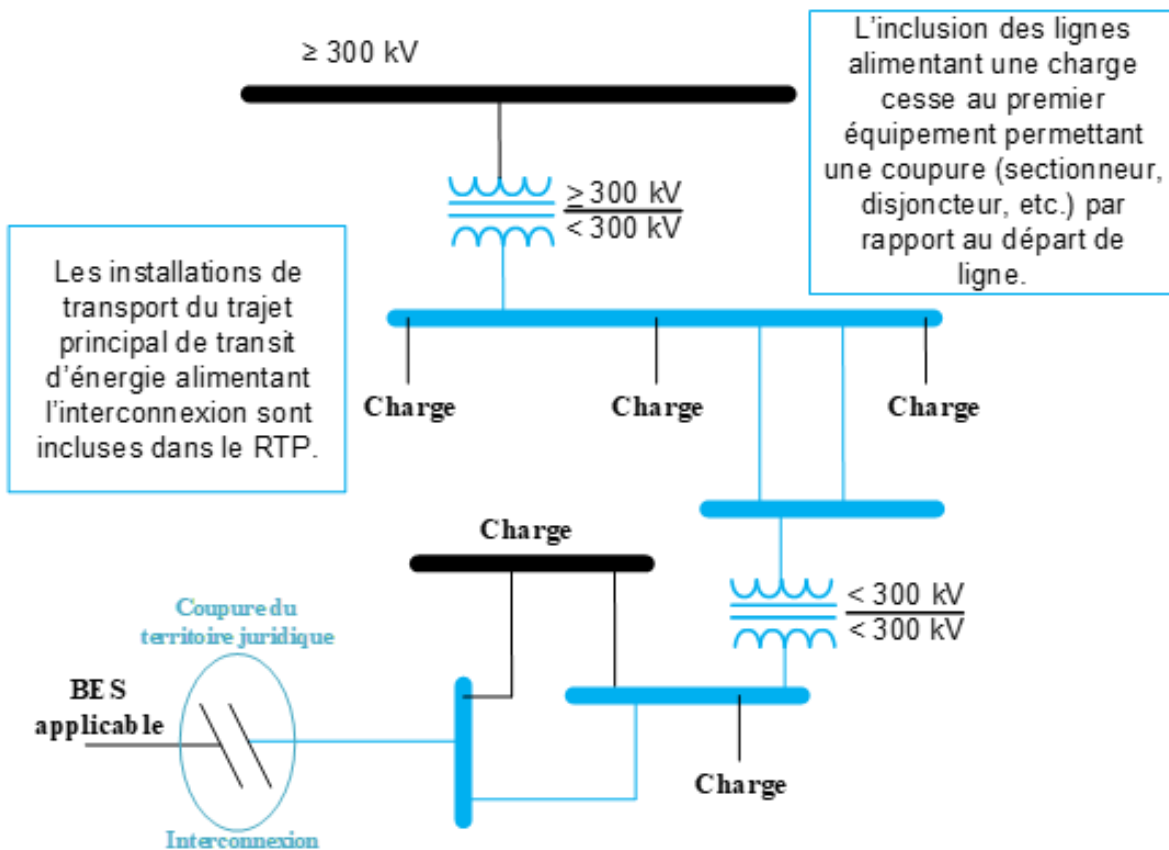 ≥ 300 kV
L'inclusion des lignes
alimentant une charge
cesse au premier
équipement permettant
une coupure (sectionneur,
disjoncteur, etc.) par
rapport au départ de
ligne.
≥ 300 kV
< 300 kV
Les installations de
transport du trajet
principal de transit
d'énergie alimentant
l'interconnexion sont
incluses dans le RTP.
Charge
Charge
Charge
Charge
< 300 kV
< 300 kV
Coupure du
territoire juridique
BES
applicable
Charge
Interconnexion